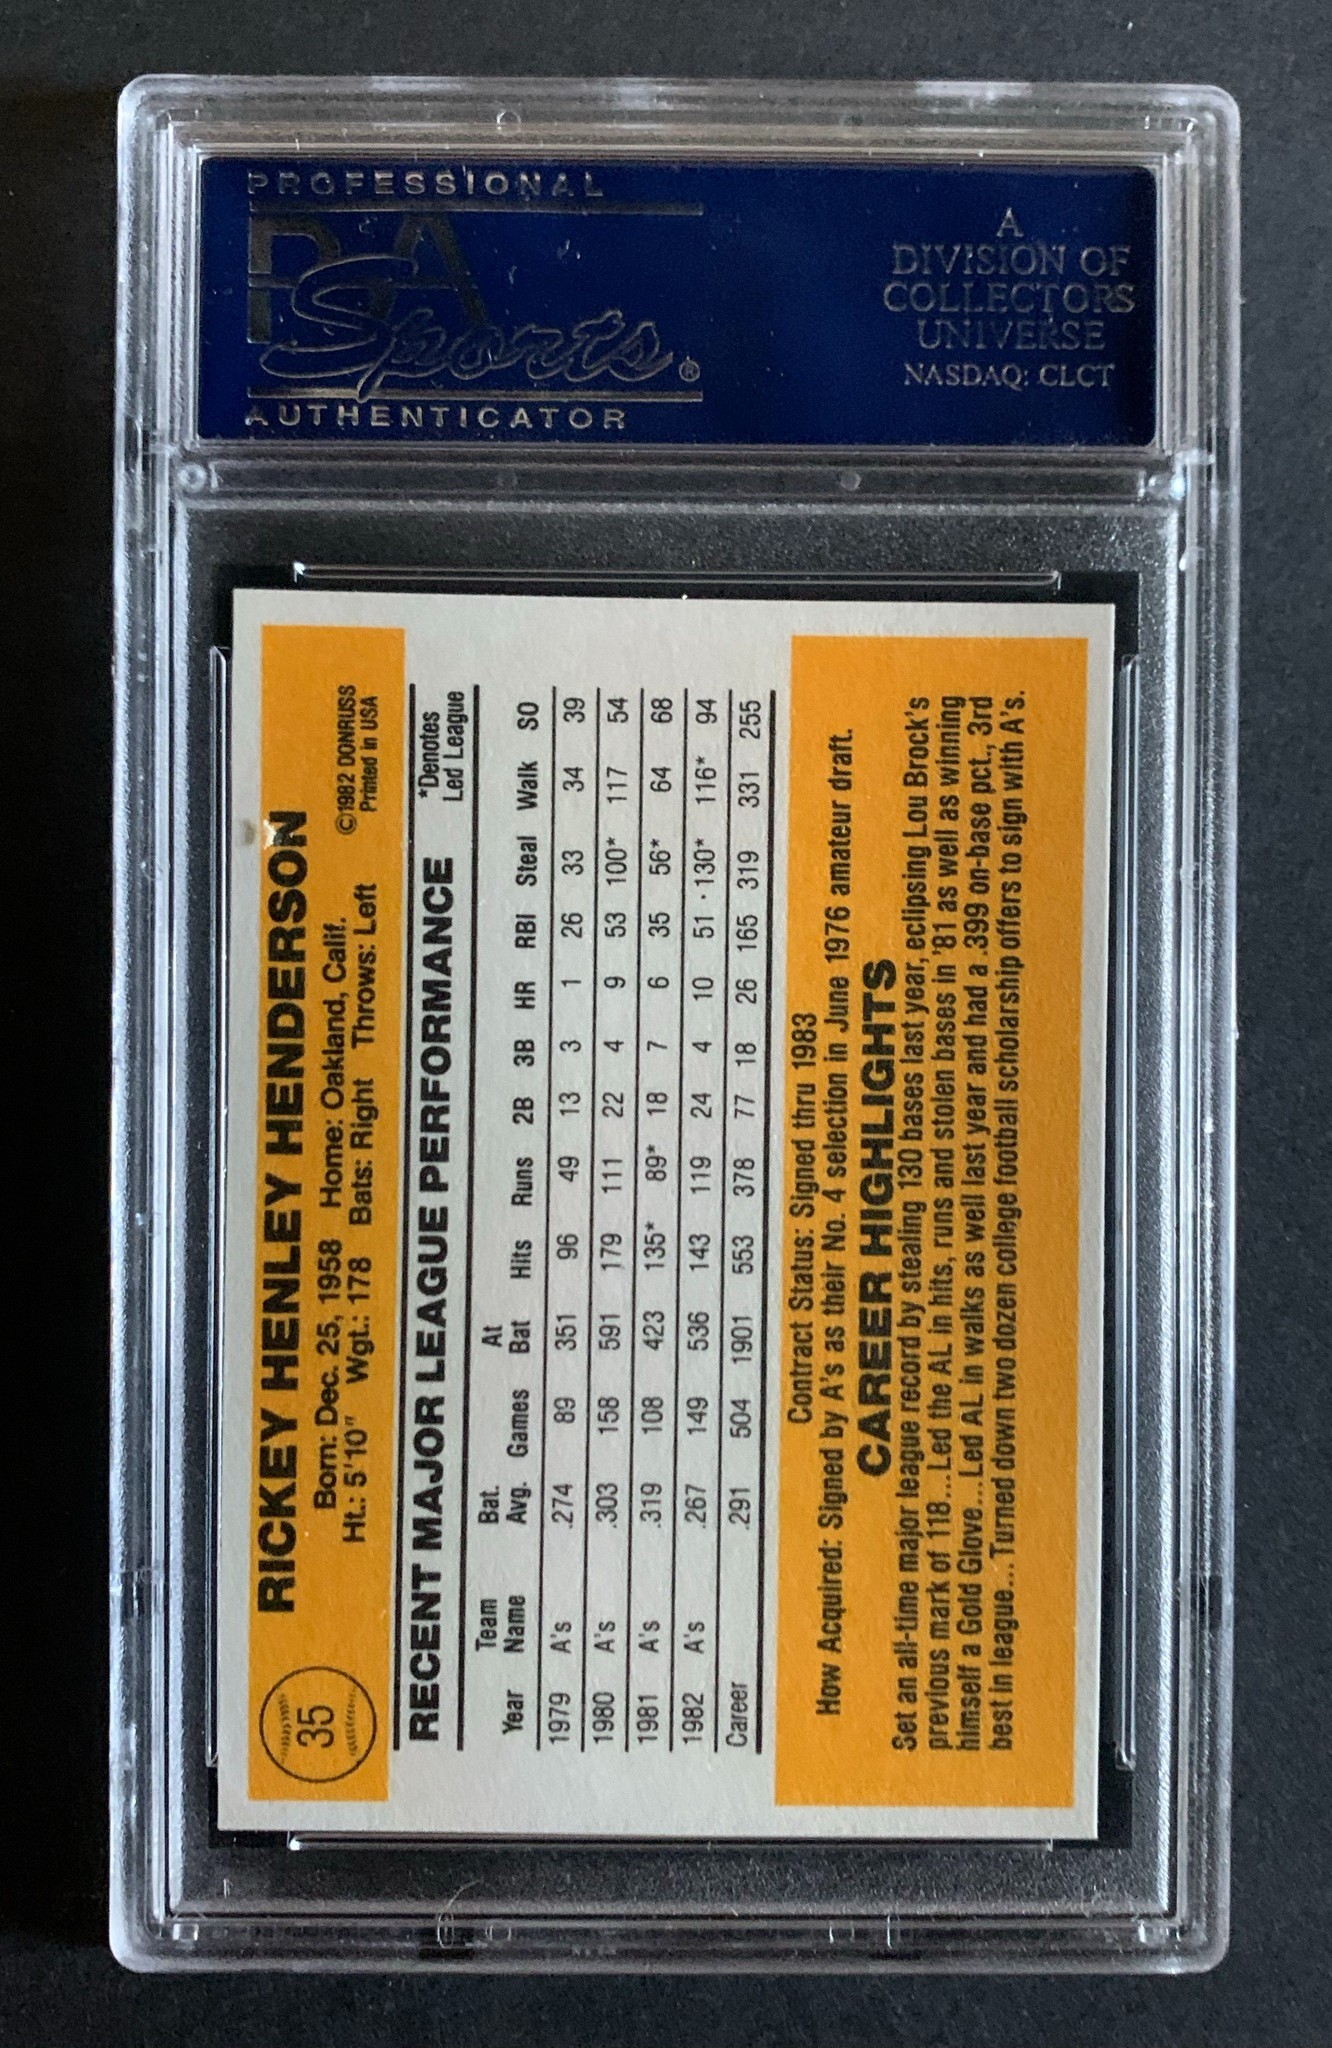 PROFESSIONAL
PSA
Sports®
AUTHENTICATOR
A
DIVISION OF
COLLECTORS
UNIVERSE
NASDAQ: CLCT
35
RICKEY HENLEY HENDERSON
Born: Dec. 25, 1958 Home: Oakland, Calif. ©1982 DONRUSS
Ht.: 5'10" Wgt.: 178 Bats: Right Throws: Left Printed in USA
RECENT MAJOR LEAGUE PERFORMANCE *Denotes
Led League
Team Bat. At
Year Name Avg. Games Bat Hits Runs 2B 3B HR RBI Steal Walk SO
1979 A's .274 89 351 96 49 13 3 1 26 33 34 39
1980 A's .303 158 591 179 111 22 4 9 53 100* 117 54
1981 A's .319 108 423 135* 89* 18 7 6 35 56* 64 68
1982 A's .267 149 536 143 119 24 4 10 51 130* 116* 94
Career .291 504 1901 553 378 77 18 26 165 319 331 255
Contract Status: Signed thru 1983
How Acquired: Signed by A's as their No. 4 selection in June 1976 amateur draft.
CAREER HIGHLIGHTS
Set an all-time major league record by stealing 130 bases last year, eclipsing Lou Brock's
previous mark of 118...Led the AL in hits, runs and stolen bases in '81 as well as winning
himself a Gold Glove...Led AL in walks as well last year and had a .399 on-base pct., 3rd
best in league...Turned down two dozen college football scholarship offers to sign with A's.